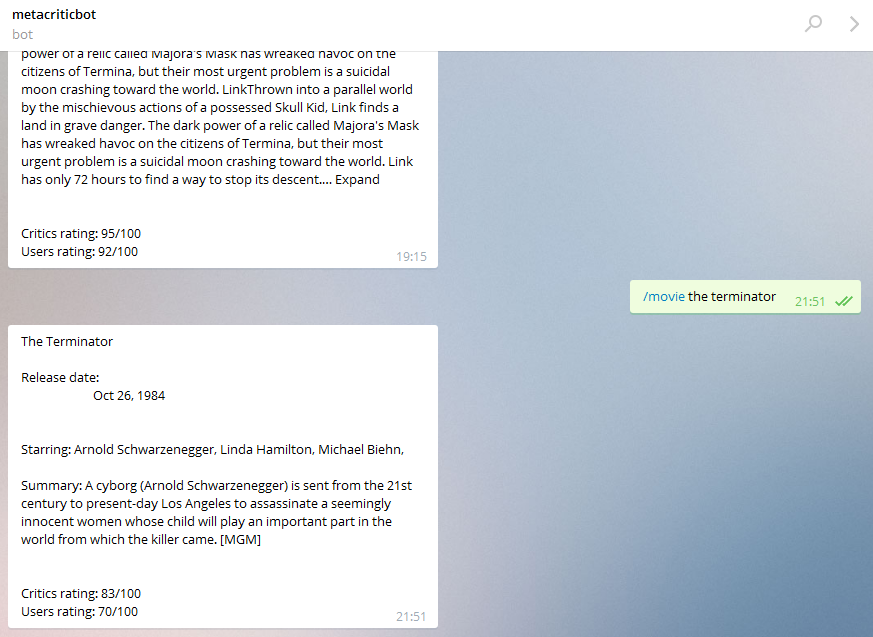 metacriticbot
bot
power of a relic called Majora's Mask has wreaked havoc on the
citizens of Termina, but their most urgent problem is a suicidal
moon crashing toward the world. LinkThrown into a parallel world
by the mischievous actions of a possessed Skull Kid, Link finds a
land in grave danger. The dark power of a relic called Majora's Mask
has wreaked havoc on the citizens of Termina, but their most
urgent problem is a suicidal moon crashing toward the world. Link
has only 72 hours to find a way to stop its descent.... Expand
Critics rating: 95/100
Users rating: 92/100
19:15
/movie the terminator
21:51
The Terminator
Release date:
Oct 26, 1984
Starring: Arnold Schwarzenegger, Linda Hamilton, Michael Biehn,
Summary: A cyborg (Arnold Schwarzenegger) is sent from the 21st
century to present-day Los Angeles to assassinate a seemingly
innocent women whose child will play an important part in the
world from which the killer came. [MGM]
Critics rating: 83/100
Users rating: 70/100
21:51